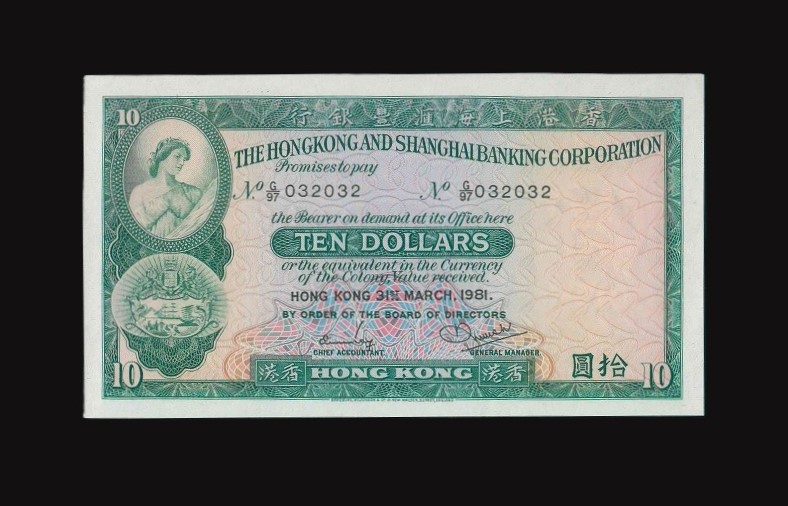 香港上海滙豐銀行
10
THE HONGKONG AND SHANGHAI BANKING CORPORATION
Promises to pay
No G/97 032032 No G/97 032032
the Bearer on demand at its Office here
TEN DOLLARS
or the equivalent in the Currency
of the Colony Value received.
HONG KONG 31ST MARCH, 1981.
BY ORDER OF THE BOARD OF DIRECTORS
CHIEF ACCOUNTANT GENERAL MANAGER
10 香港 HONG KONG 香港 拾圓 10